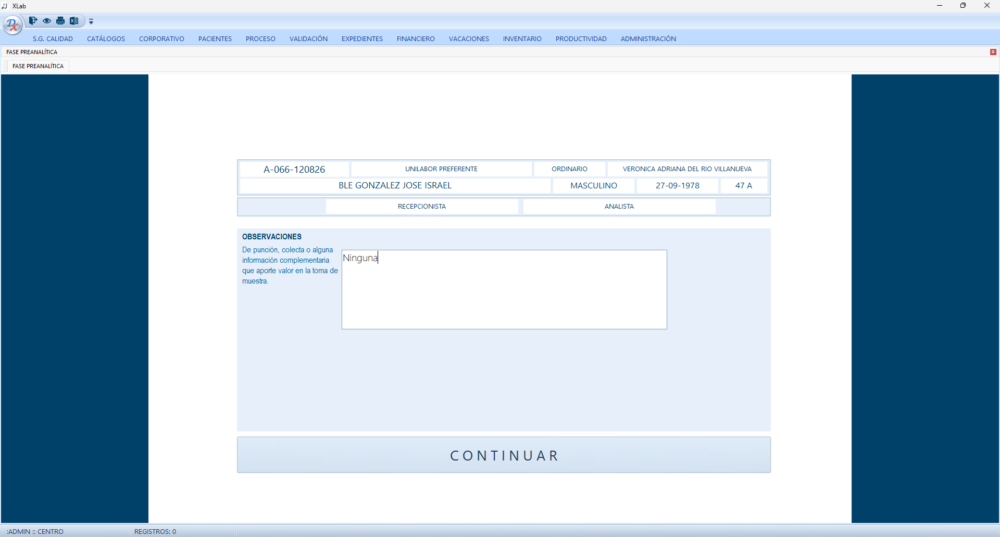 XLab
S.G. CALIDAD CATÁLOGOS CORPORATIVO PACIENTES PROCESO VALIDACIÓN EXPEDIENTES FINANCIERO VACACIONES INVENTARIO PRODUCTIVIDAD ADMINISTRACIÓN
FASE PREANALÍTICA
FASE PREANALÍTICA
A-066-120826 UNILABOR PREFERENTE ORDINARIO VERONICA ADRIANA DEL RIO VILLANUEVA
BLE GONZALEZ JOSE ISRAEL MASCULINO 27-09-1978 47 A
RECEPCIONISTA ANALISTA
OBSERVACIONES
De punción, colecta o alguna
información complementaria
que aporte valor en la toma de
muestra.
Ninguna
CONTINUAR
:ADMIN :: CENTRO REGISTROS: 0